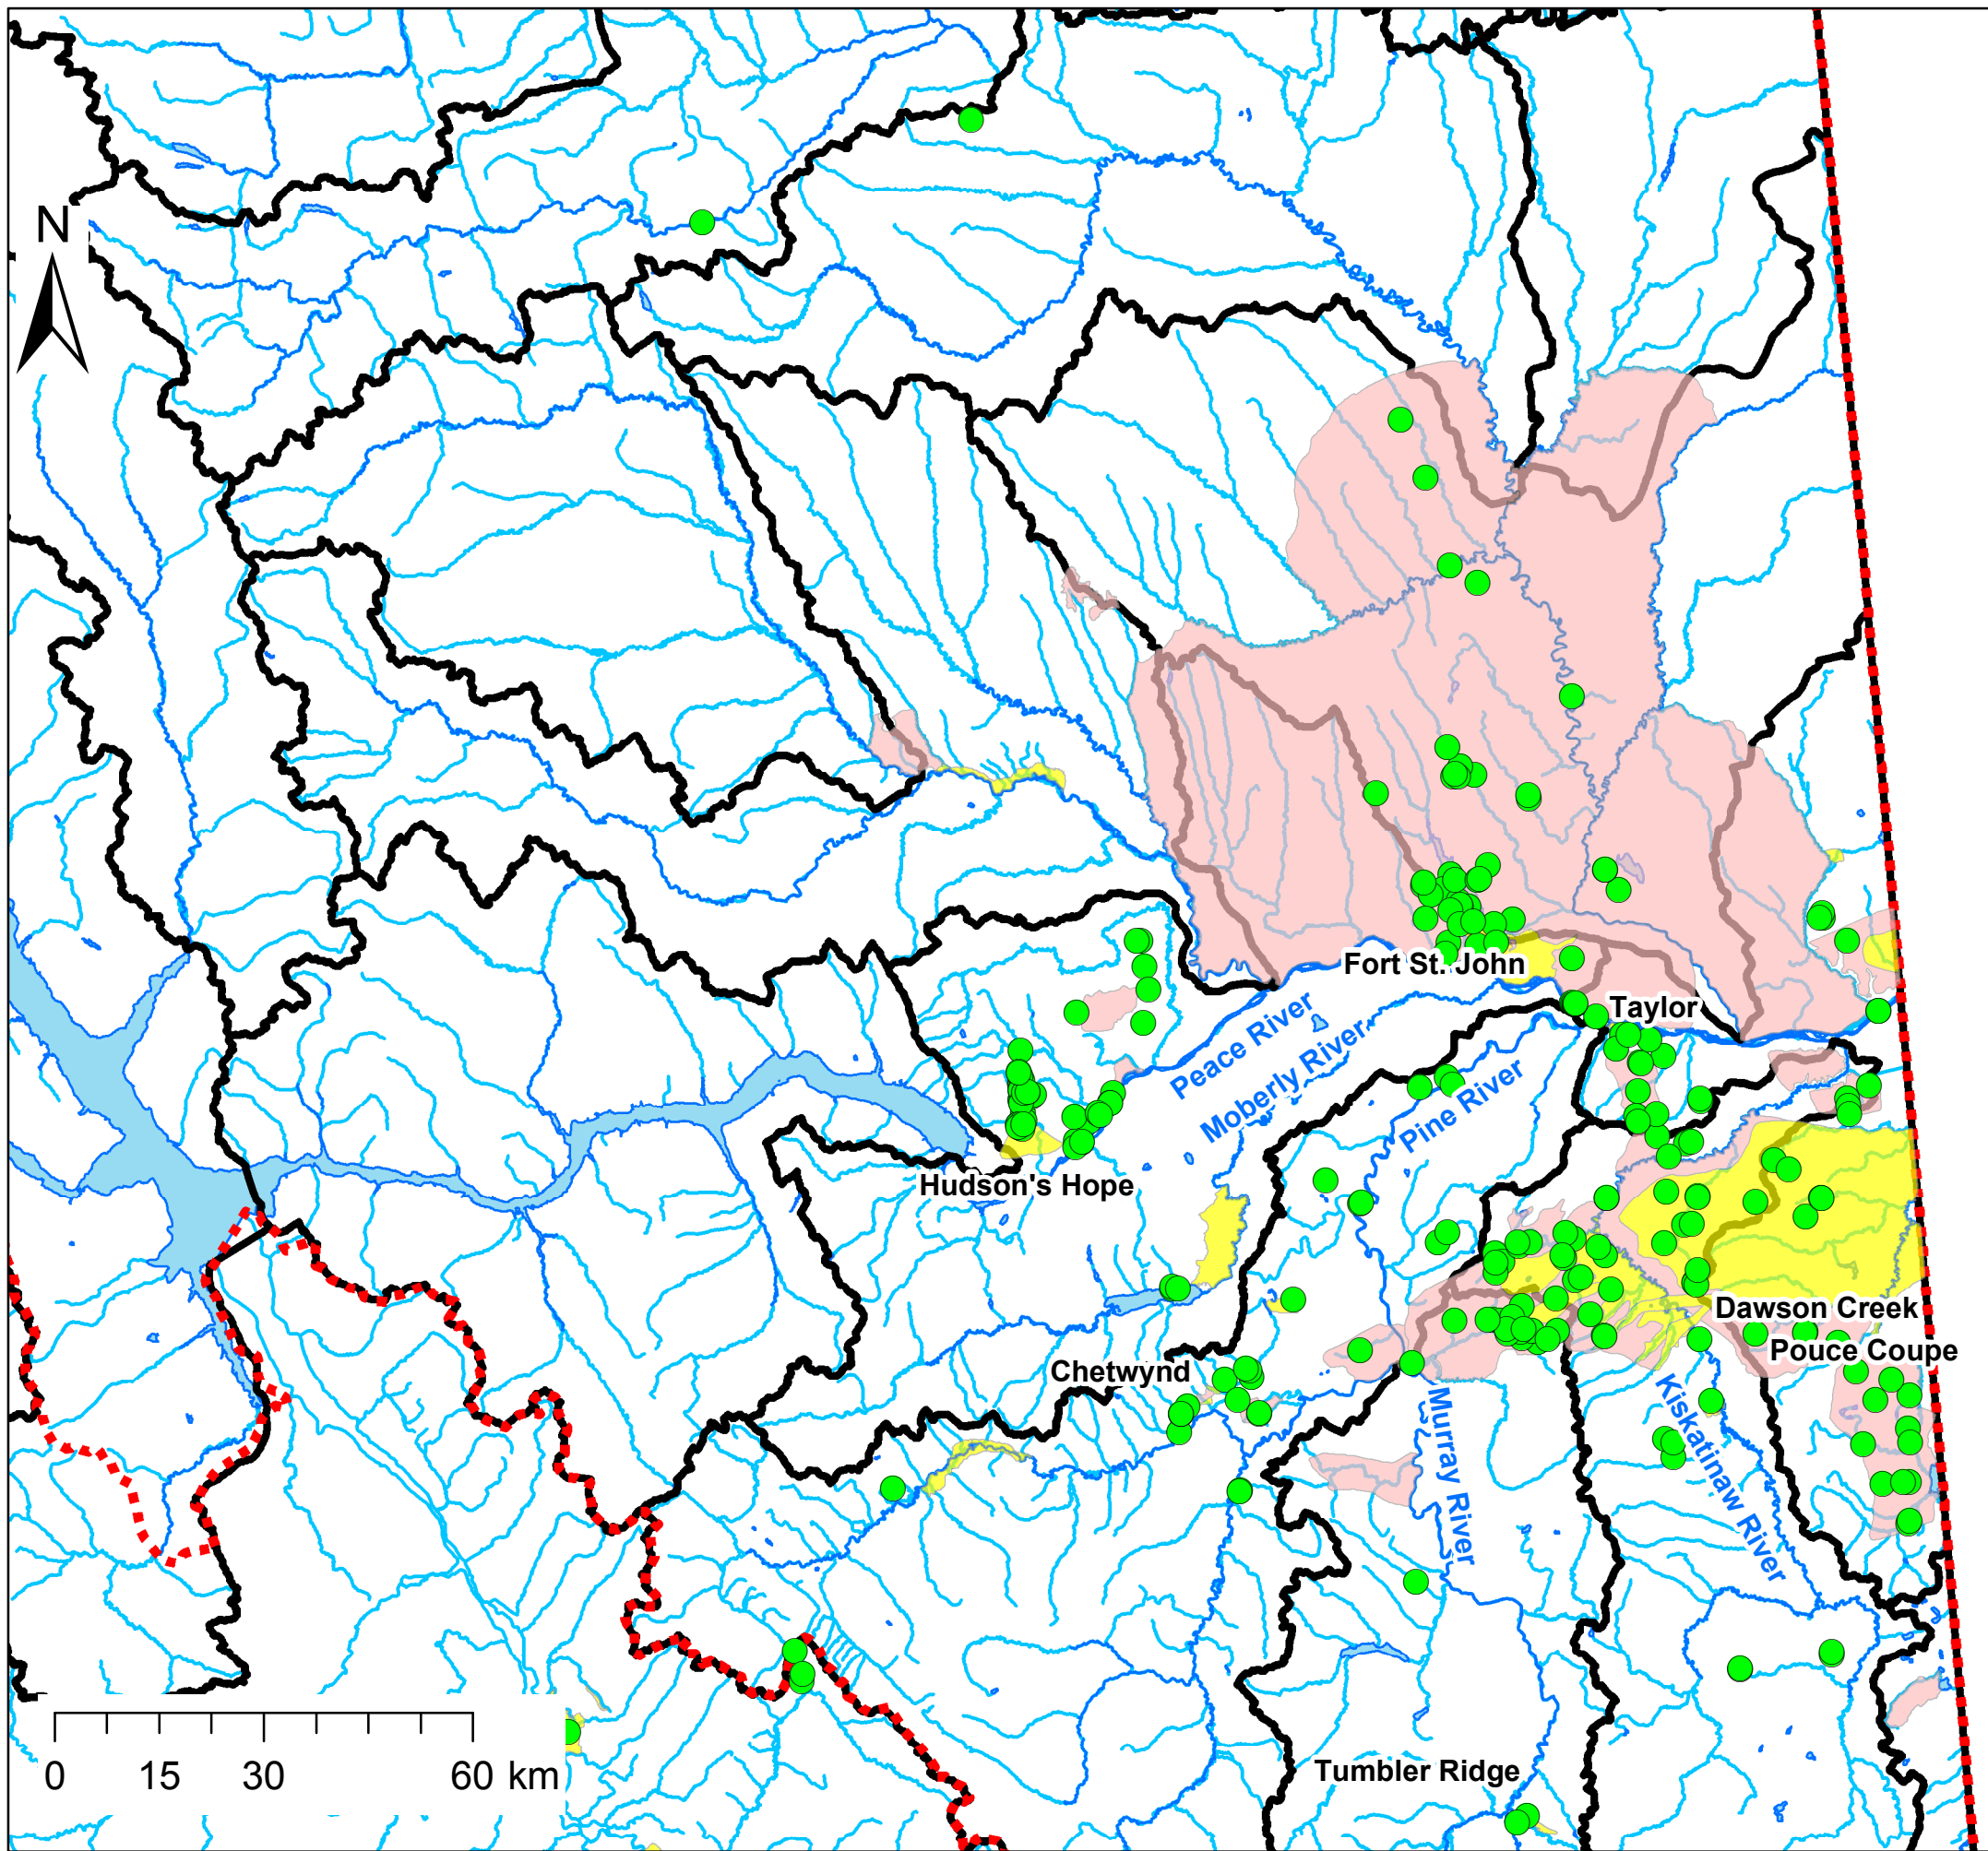 N
Fort St. John
Taylor
Peace River
Moberly River
Pine River
Hudson's Hope
Dawson Creek
Pouce Coupe
Chetwynd
Murray River
Kiskatinaw River
Tumbler Ridge
0 15 30 60 km